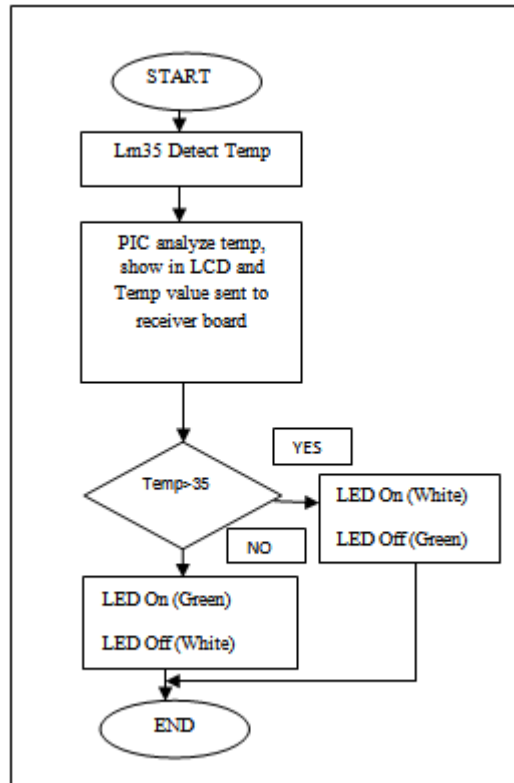 START
Lm35 Detect Temp
PIC analyze temp,
show in LCD and
Temp value sent to
receiver board
Temp>35
YES
NO
LED On (White)
LED Off (Green)
LED On (Green)
LED Off (White)
END